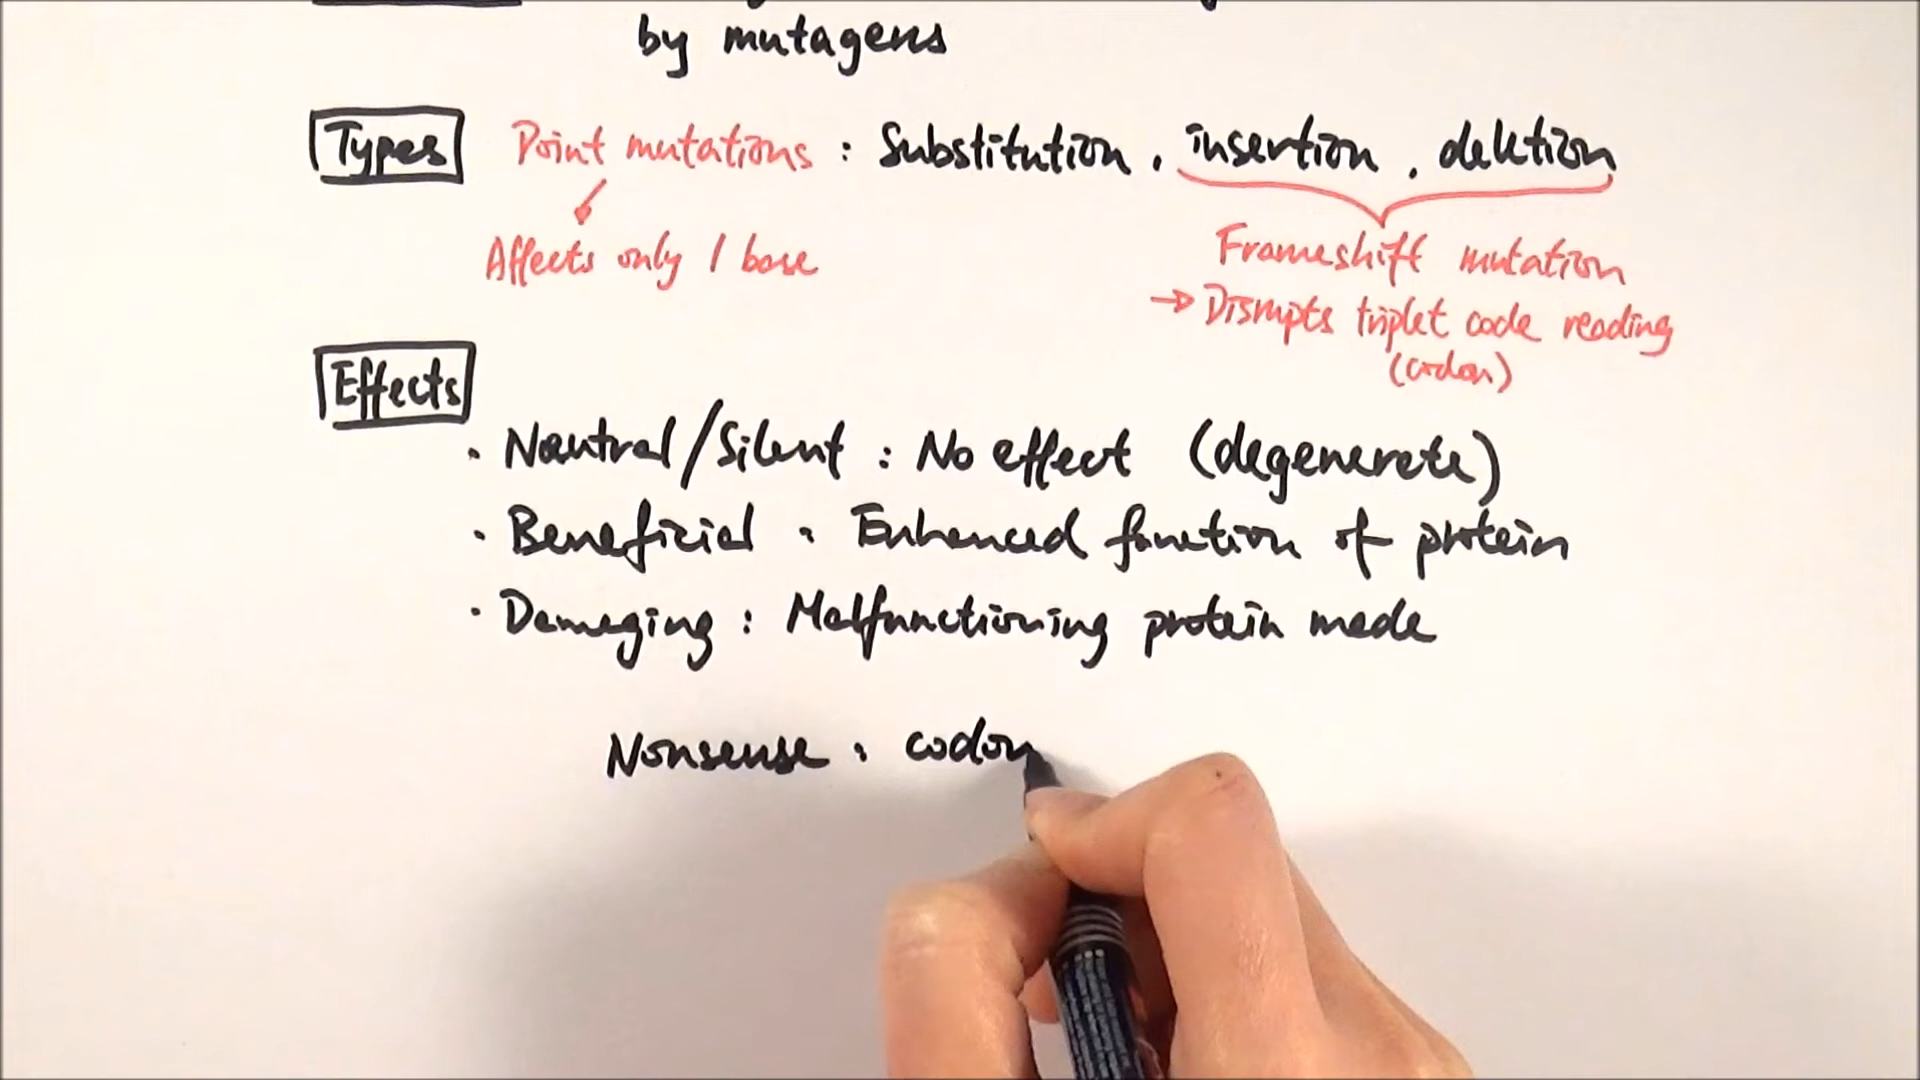 by mutagens
Types Point mutations : Substitution , insertion , deletion
Affects only 1 base
Frameshift mutation
→ Disrupts triplet code reading
(codon)
Effects
· Neutral/Silent : No effect (degenerate)
· Beneficial : Enhanced function of protein
· Damaging : Malfunctioning protein made
Nonsense : codon